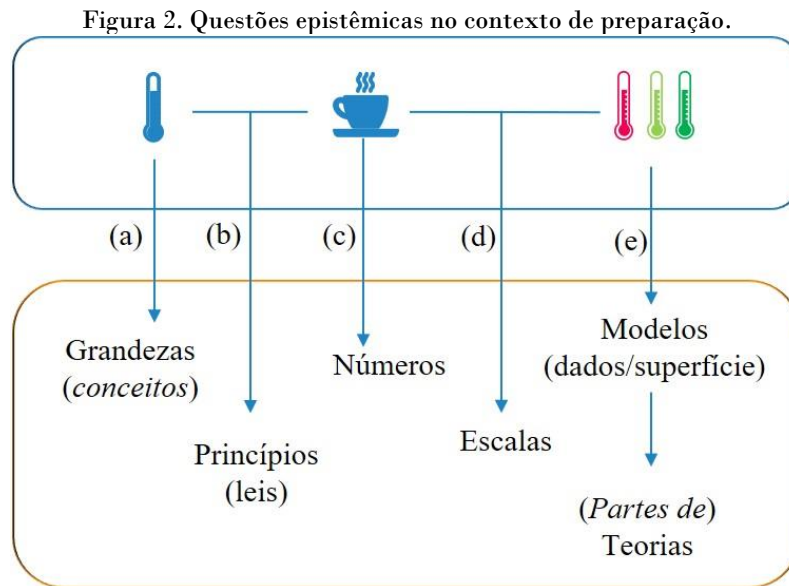 Figura 2. Questões epistêmicas no contexto de preparação.
(a)
(b)
(c)
(d)
(e)
Grandezas
(conceitos)
Princípios
(leis)
Números
Escalas
Modelos
(dados/superfície)
(Partes de)
Teorias